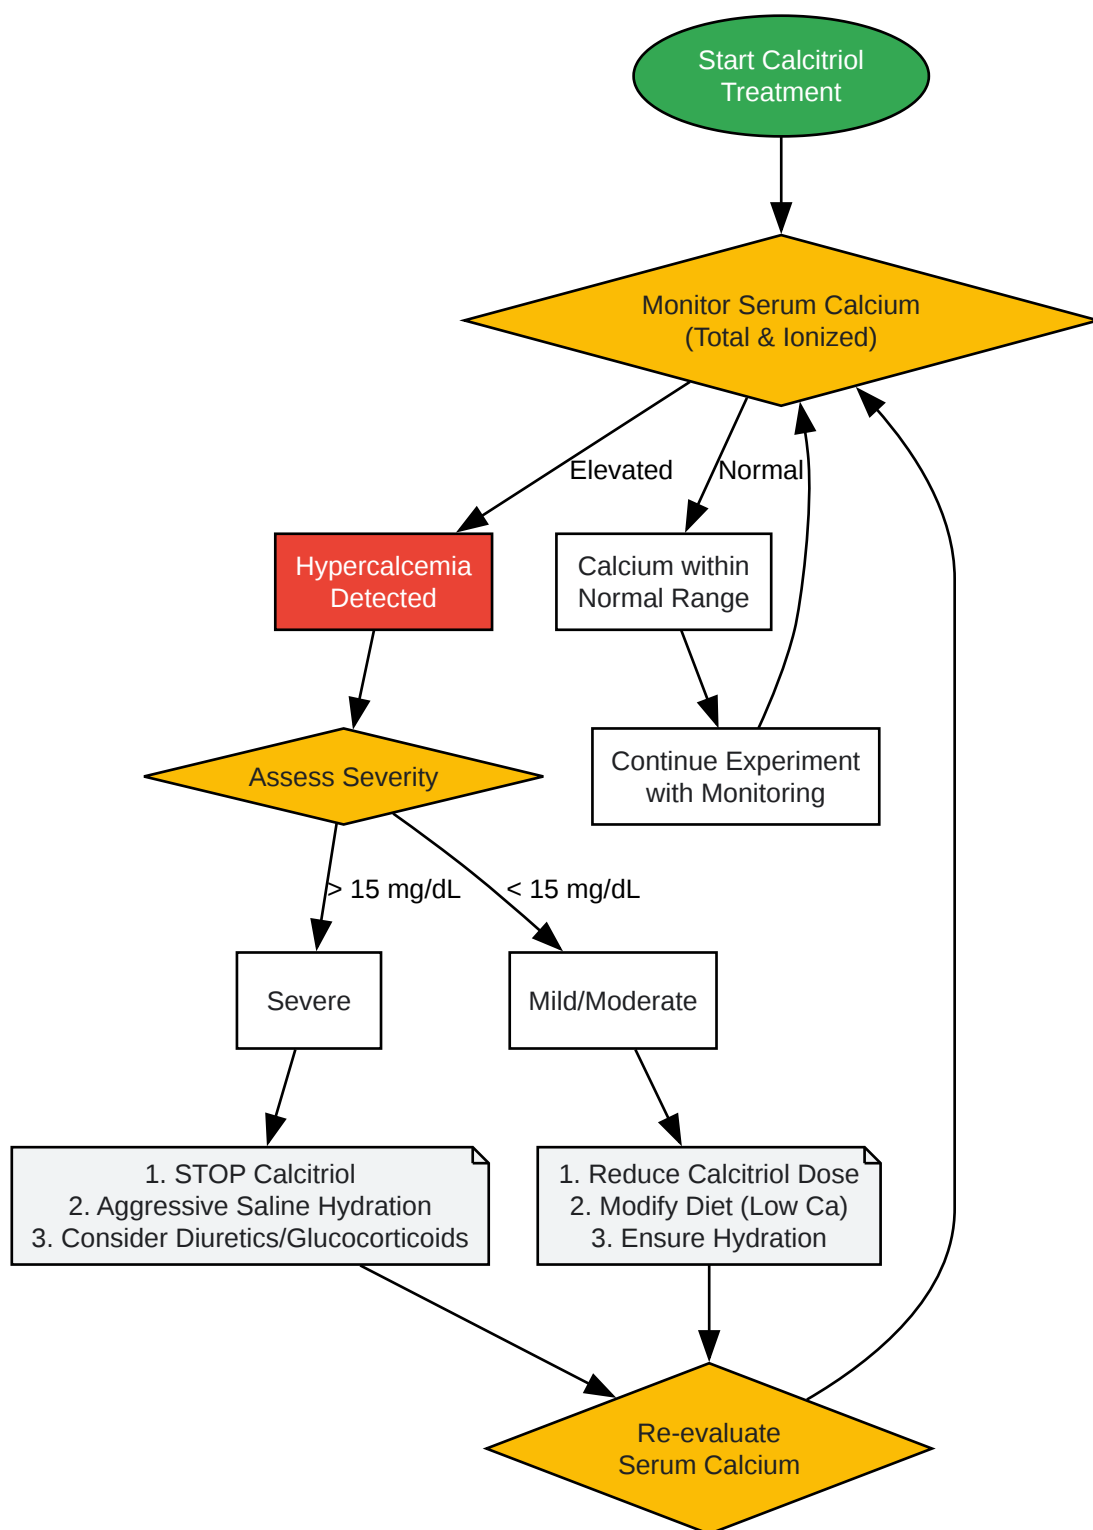 Start Calcitriol
Treatment
Monitor Serum Calcium
(Total & Ionized)
Elevated
Normal
Hypercalcemia
Detected
Calcium within
Normal Range
Assess Severity
Continue Experiment
with Monitoring
> 15 mg/dL
< 15 mg/dL
Severe
Mild/Moderate
1. STOP Calcitriol
2. Aggressive Saline Hydration
3. Consider Diuretics/Glucocorticoids
1. Reduce Calcitriol Dose
2. Modify Diet (Low Ca)
3. Ensure Hydration
Re-evaluate
Serum Calcium